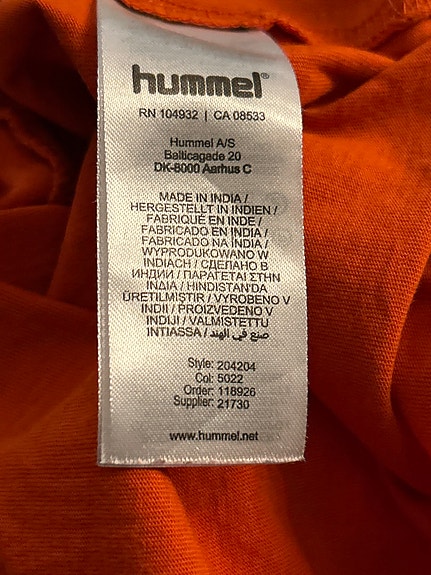 hummel®
RN 104932 | CA 08533
Hummel A/S
Balticagade 20
DK-8000 Aarhus C
MADE IN INDIA /
HERGESTELLT IN INDIEN /
FABRIQUÉ EN INDE /
FABRICADO EN INDIA /
FABRICADO NA ÍNDIA /
WYPRODUKOWANO W
INDIACH / СДЕЛАНО В
ИНДИИ / ΠΑΡΑΓΕΤΑΙ ΣΤΗΝ
ΙΝΔΙΑ / HINDISTAN'DA
ÜRETILMIŞTIR / VYROBENO V
INDII / PROIZVEDENO V
INDIJI / VALMISTETTU
INTIASSA / صنع في الهند
Style: 204204
Col: 5022
Order: 118926
Supplier: 21730
www.hummel.net